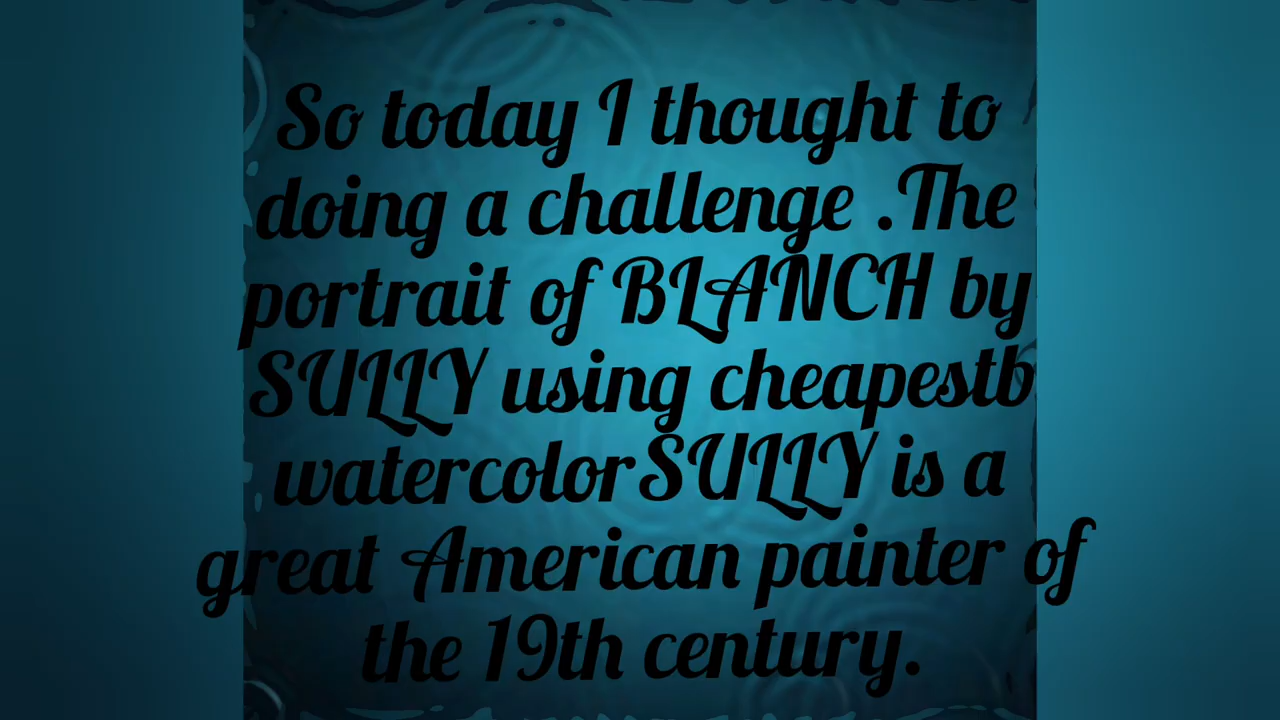 So today I thought to
doing a challenge .The
portrait of BLANCH by
SULLY using cheapestb
watercolorSULLY is a
great American painter of
the 19th century.